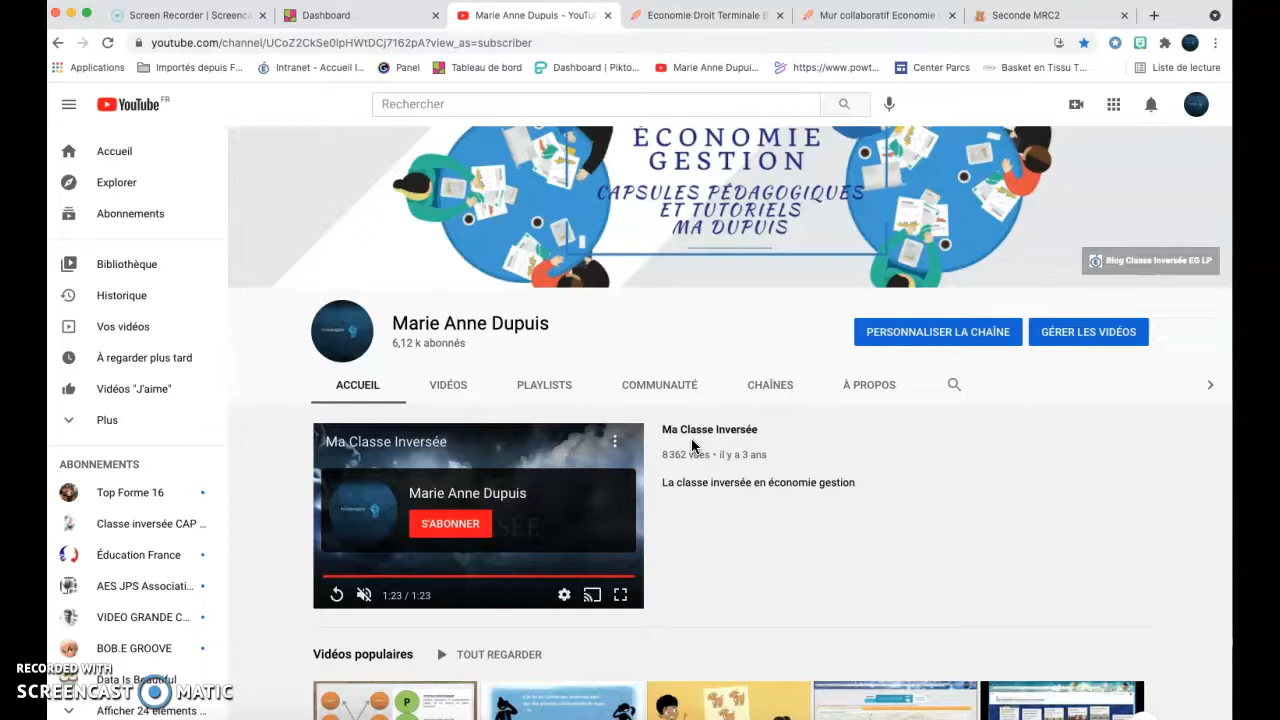 Screen Recorder | Screenca
Dashboard
Marie Anne Dupuis - YouTu
Economie Droit Terminale B
Mur collaboratif Economie
Seconde MRC2
youtube.com/channel/UCoZ2CkSe0IpHWtDCj7162pA?view_as=subscriber
Applications
Importés depuis F...
Intranet - Accueil I...
Panel
Tableau de bord
Dashboard | Pikto...
Marie Anne Dupu...
https://www.powt...
Center Parcs
Basket en Tissu T...
Liste de lecture
YouTube FR
Rechercher
Accueil
Explorer
Abonnements
Bibliothèque
Historique
Vos vidéos
À regarder plus tard
Vidéos "J'aime"
Plus
ABONNEMENTS
Top Forme 16
Classe inversée CAP ...
Éducation France
AES JPS Associati...
VIDEO GRANDE C...
BOB.E GROOVE
Data Is Beautiful
Afficher 24 éléments ...
ÉCONOMIE
GESTION
CAPSULES PÉDAGOGIQUES
ET TUTORIELS
MA DUPUIS
Blog Classe Inversée EG LP
Marie Anne Dupuis
6,12 k abonnés
PERSONNALISER LA CHAÎNE
GÉRER LES VIDÉOS
ACCUEIL
VIDÉOS
PLAYLISTS
COMMUNAUTÉ
CHAÎNES
À PROPOS
Ma Classe Inversée
Marie Anne Dupuis
S'ABONNER
1:23 / 1:23
Ma Classe Inversée
8 362 vues • il y a 3 ans
La classe inversée en économie gestion
Vidéos populaires
TOUT REGARDER
P
RECORDED WITH
SCREENCAST MATIC